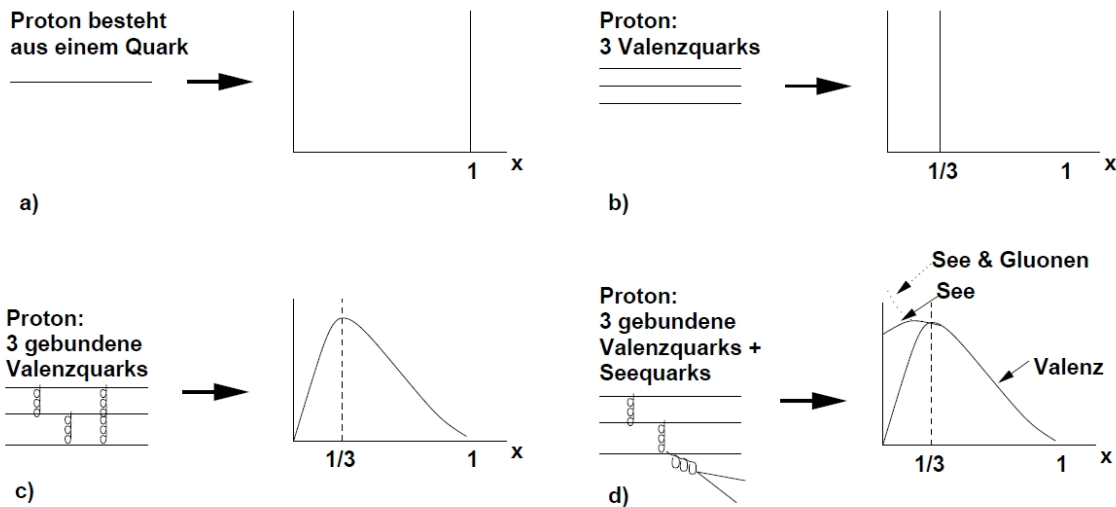 Proton besteht
aus einem Quark
1
x
a)
Proton:
3 Valenzquarks
1/3
1
x
b)
Proton:
3 gebundene
Valenzquarks
1/3
1
x
c)
Proton:
3 gebundene
Valenzquarks +
Seequarks
See & Gluonen
See
Valenz
1/3
1
x
d)